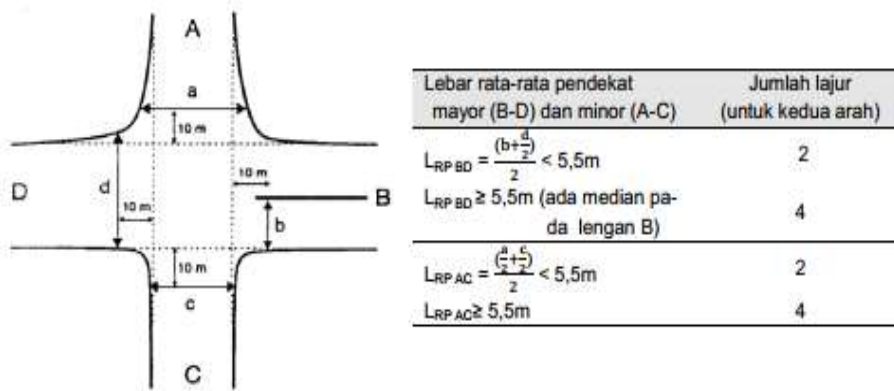 A
a
10 m
D
d
10 m
10 m
B
b
10 m
c
C
Lebar rata-rata pendekat
mayor (B-D) dan minor (A-C)
Jumlah lajur
(untuk kedua arah)
L_RP BD = (b+d/2)/2 < 5,5m
2
L_RP BD ≥ 5,5m (ada median pa-
da lengan B)
4
L_RP AC = (a/2+c/2)/2 < 5,5m
2
L_RP AC ≥ 5,5m
4